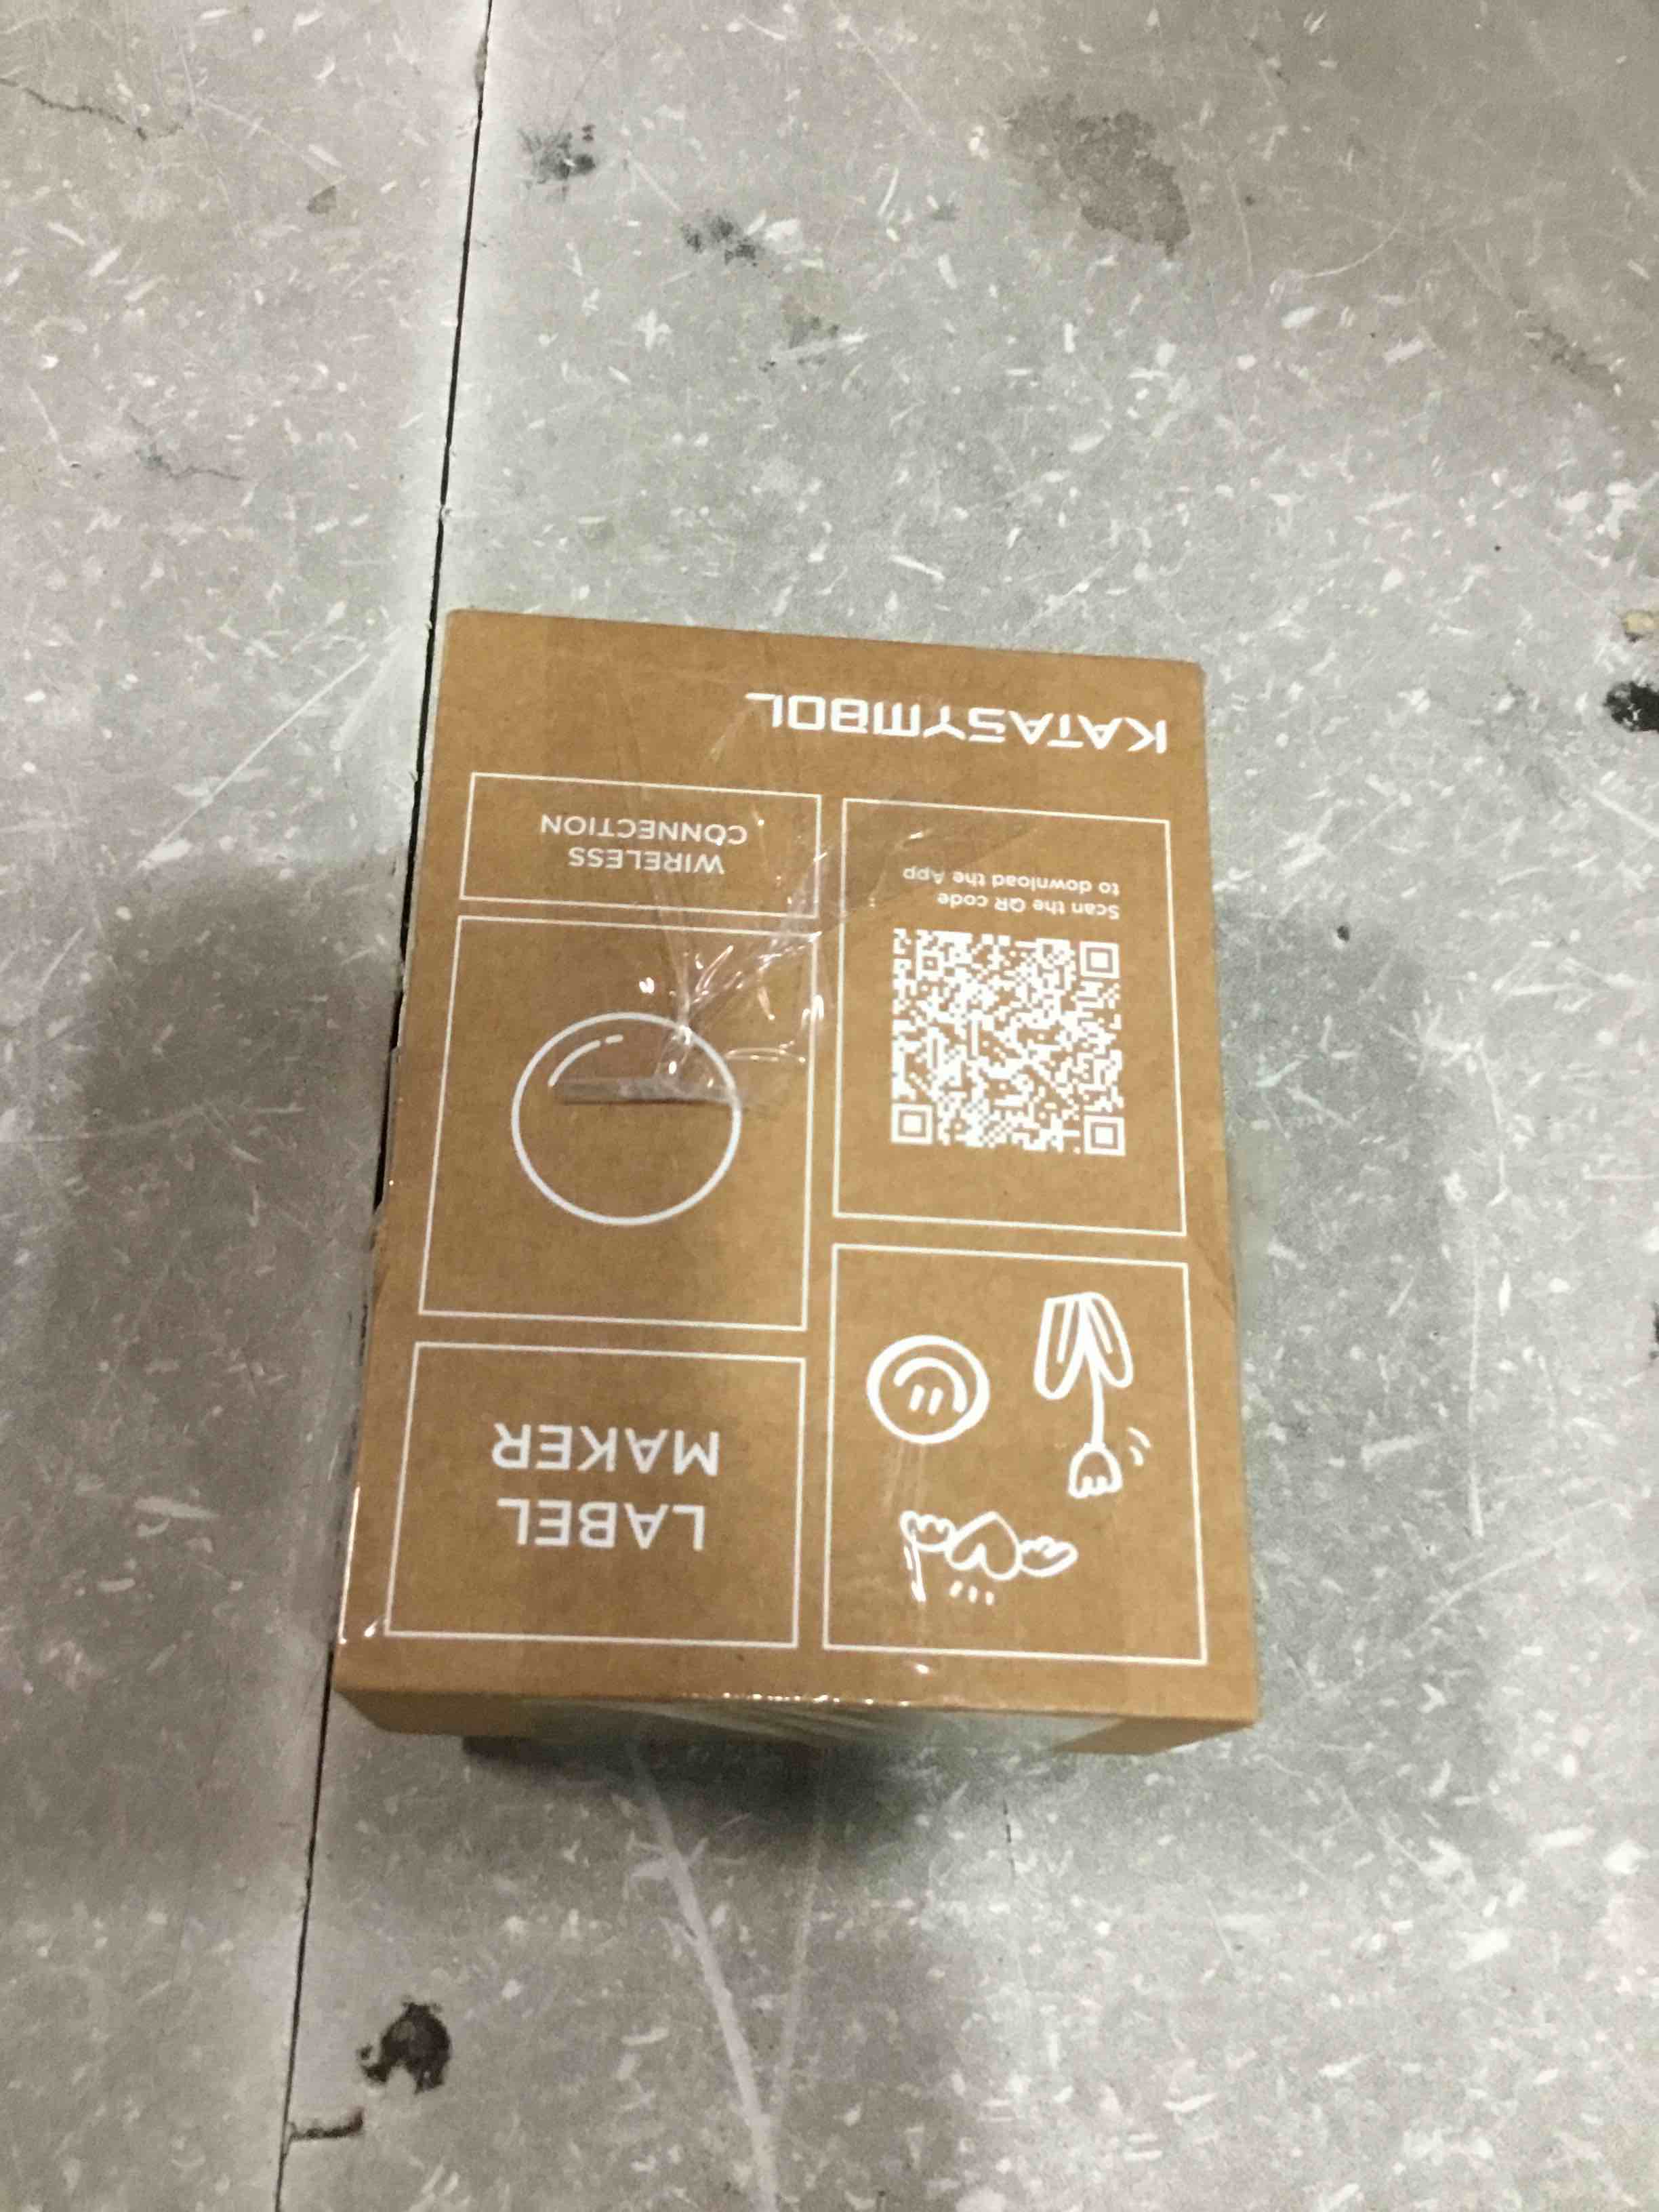 LABEL
MAKER
WIRELESS
CONNECTION
Scan the QR code
to download the App
KATASYMBOL